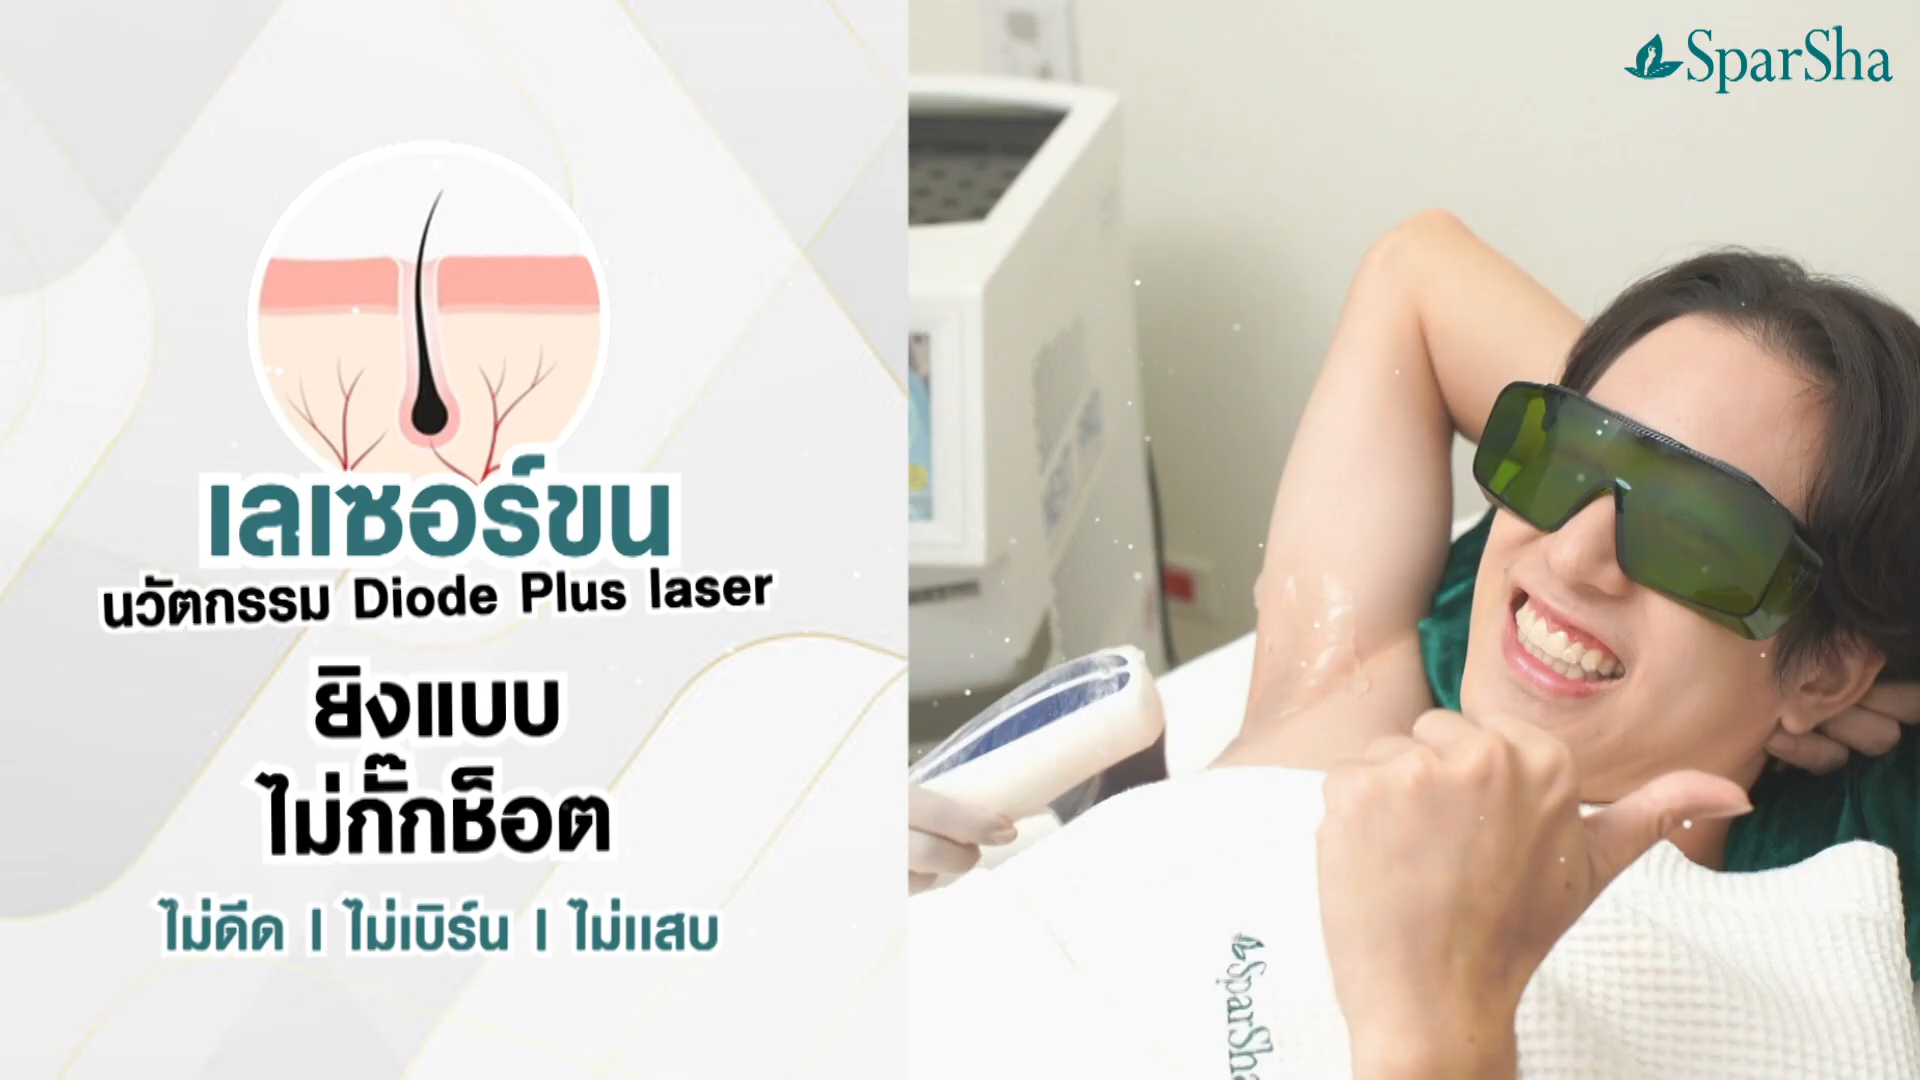 SparSha
เลเซอร์ขน
นวัตกรรม Diode Plus laser
ยิงแบบ
ไม่กั๊กช็อต
ไม่ดีด | ไม่เบิร์น | ไม่แสบ
SparSha